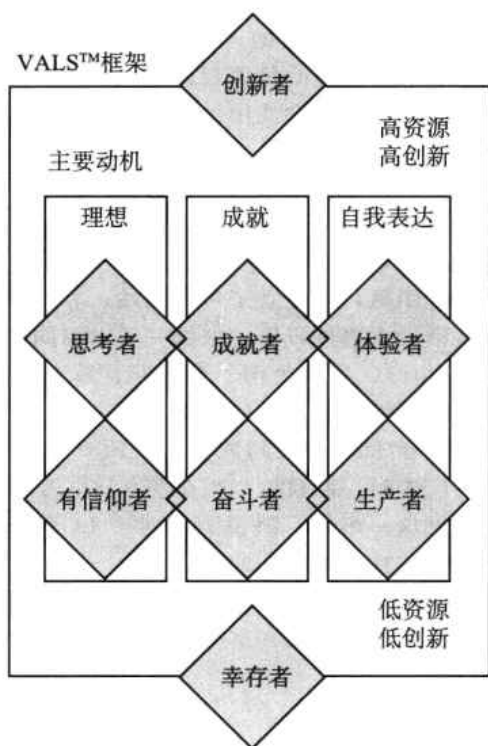 VALS™框架
创新者
高资源
高创新
主要动机
理想 成就 自我表达
思考者 成就者 体验者
有信仰者 奋斗者 生产者
低资源
低创新
幸存者